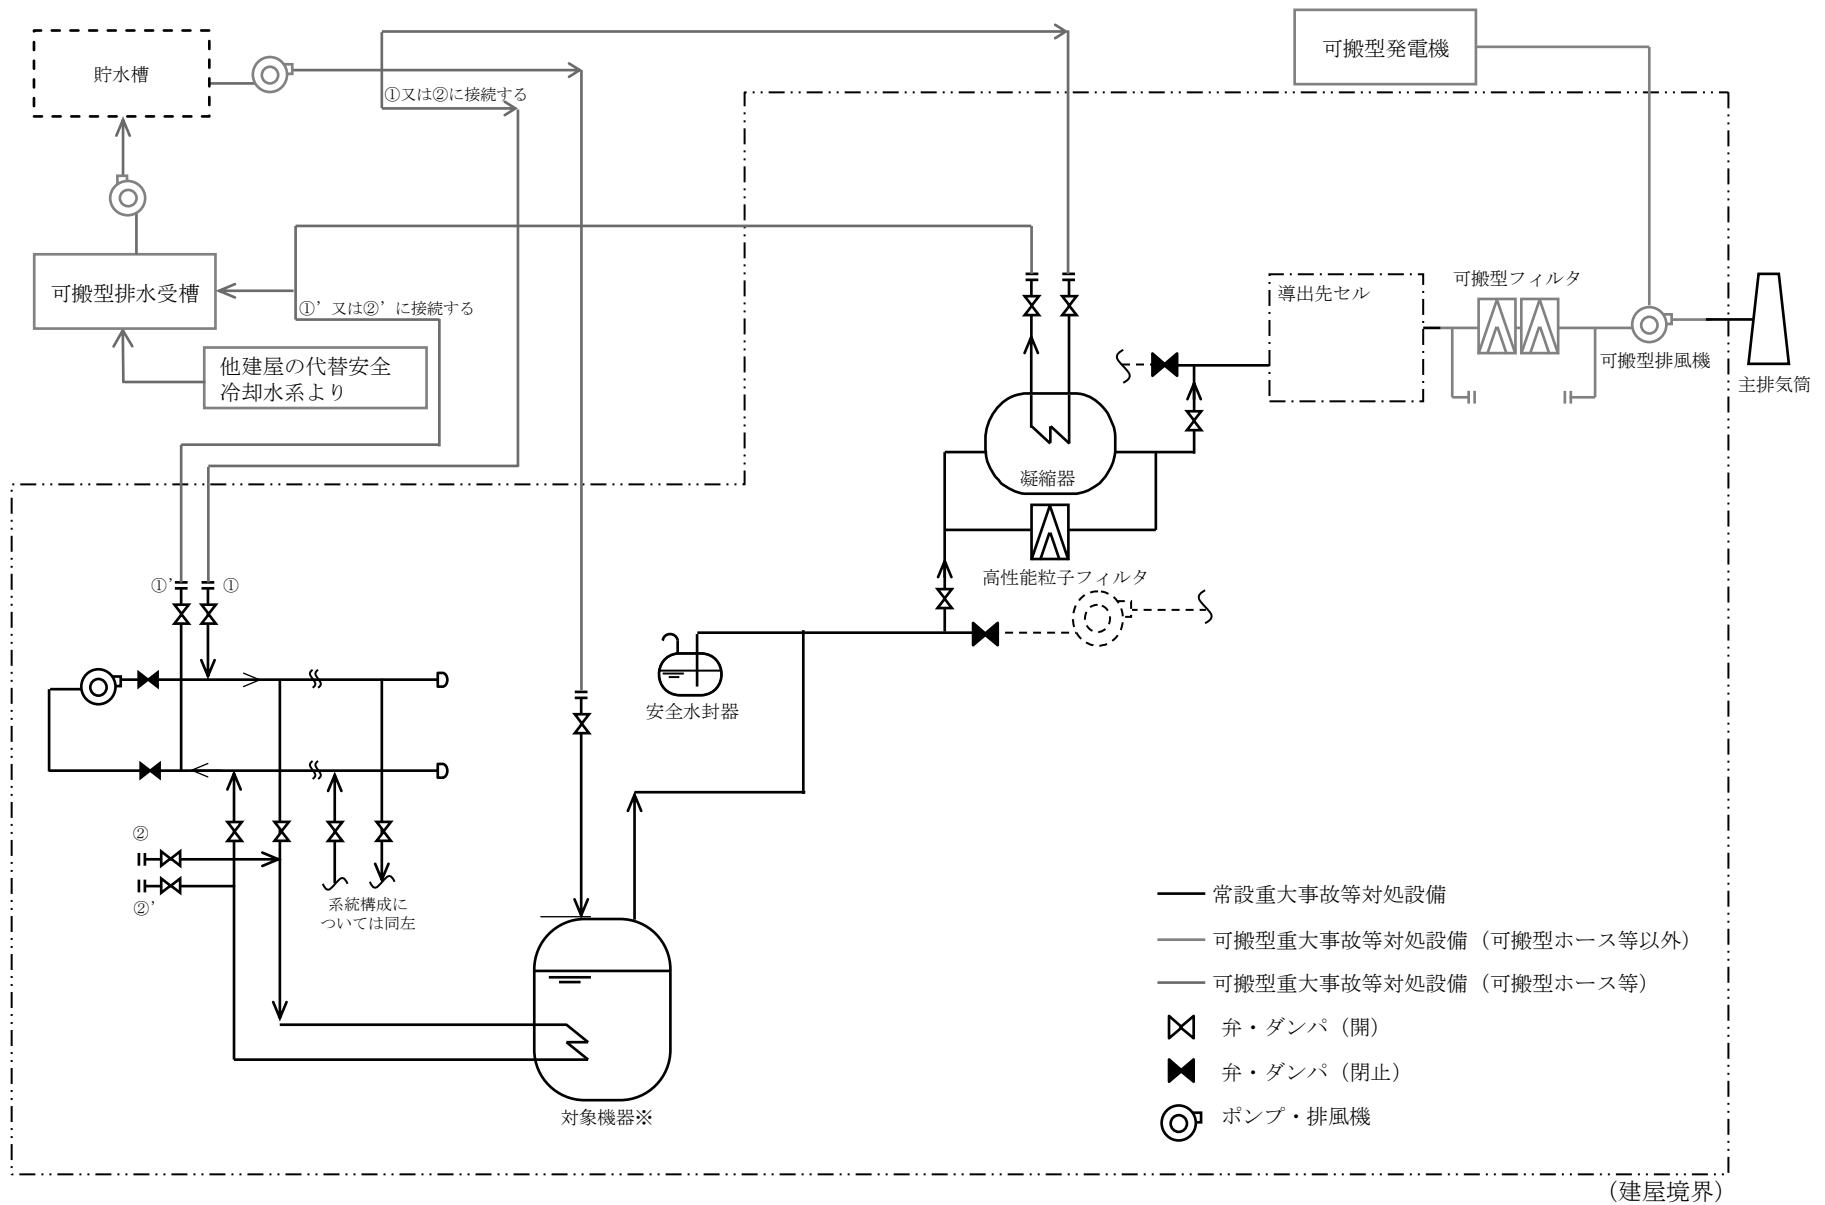 貯水槽
可搬型発電機
①又は②に接続する
可搬型排水受槽
①’又は②’に接続する
他建屋の代替安全
冷却水系より
導出先セル
可搬型フィルタ
可搬型排風機
主排気筒
凝縮器
高性能粒子フィルタ
①’
①
安全水封器
②
②’
系統構成に
ついては同左
対象機器※
常設重大事故等対処設備
可搬型重大事故等対処設備（可搬型ホース等以外）
可搬型重大事故等対処設備（可搬型ホース等）
弁・ダンパ（開）
弁・ダンパ（閉止）
ポンプ・排風機
（建屋境界）